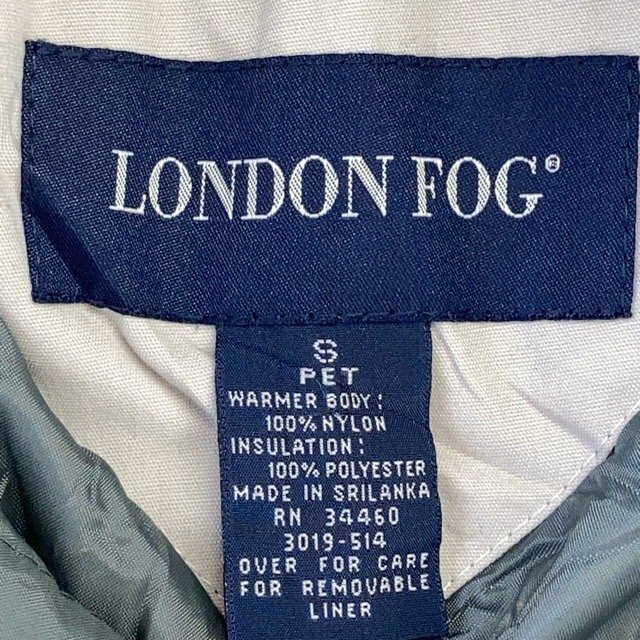 LONDON FOG®
S
PET
WARMER BODY:
100% NYLON
INSULATION:
100% POLYESTER
MADE IN SRILANKA
RN 34460
3019-514
OVER FOR CARE
FOR REMOVABLE
LINER